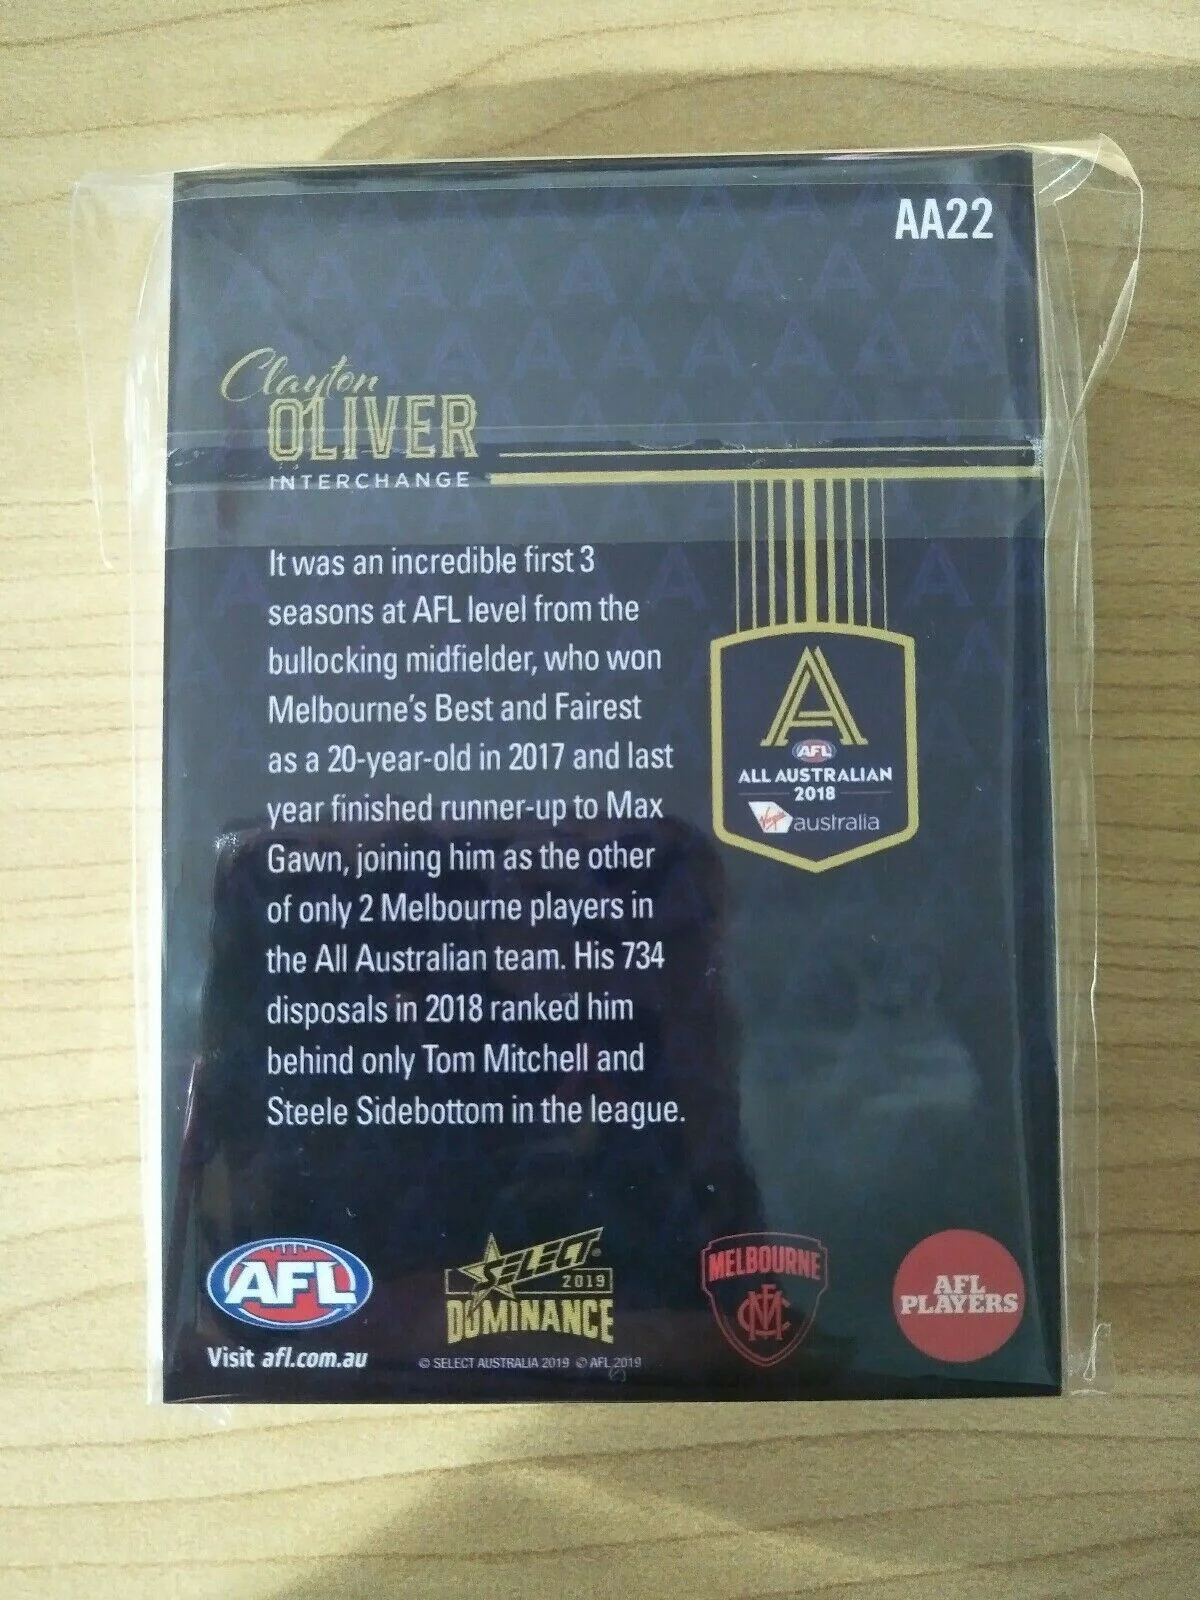 AA22
Clayton
OLIVER
INTERCHANGE
It was an incredible first 3
seasons at AFL level from the
bullocking midfielder, who won
Melbourne's Best and Fairest
as a 20-year-old in 2017 and last
year finished runner-up to Max
Gawn, joining him as the other
of only 2 Melbourne players in
the All Australian team. His 734
disposals in 2018 ranked him
behind only Tom Mitchell and
Steele Sidebottom in the league.
A
AFL
ALL AUSTRALIAN
2018
Virgin australia
AFL
Visit afl.com.au
SELECT
2019
DOMINANCE
© SELECT AUSTRALIA 2019 © AFL 2019
MELBOURNE
MFC
AFL
PLAYERS